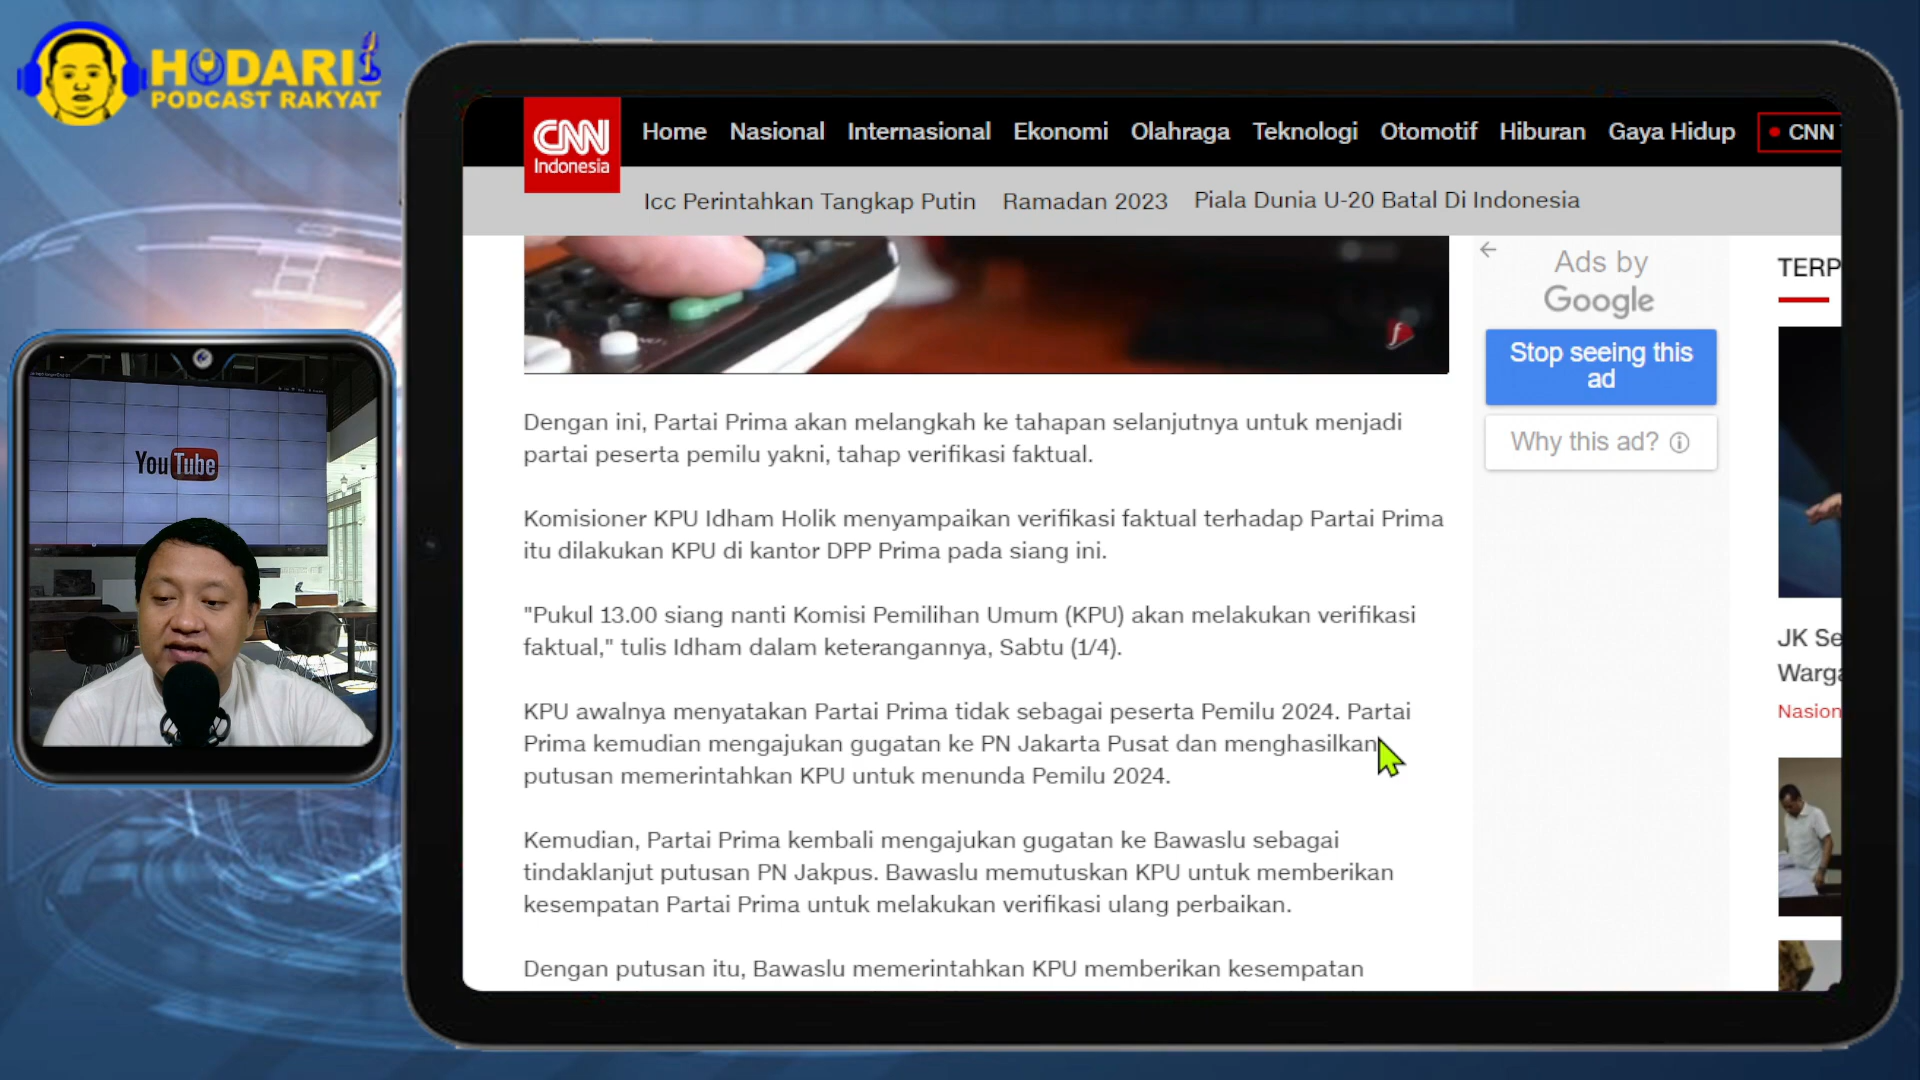 HODARI
PODCAST RAKYAT
CNN
Indonesia
Home Nasional Internasional Ekonomi Olahraga Teknologi Otomotif Hiburan Gaya Hidup CNN
Icc Perintahkan Tangkap Putin Ramadan 2023 Piala Dunia U-20 Batal Di Indonesia
YouTube
Dengan ini, Partai Prima akan melangkah ke tahapan selanjutnya untuk menjadi
partai peserta pemilu yakni, tahap verifikasi faktual.
Komisioner KPU Idham Holik menyampaikan verifikasi faktual terhadap Partai Prima
itu dilakukan KPU di kantor DPP Prima pada siang ini.
"Pukul 13.00 siang nanti Komisi Pemilihan Umum (KPU) akan melakukan verifikasi
faktual," tulis Idham dalam keterangannya, Sabtu (1/4).
KPU awalnya menyatakan Partai Prima tidak sebagai peserta Pemilu 2024. Partai
Prima kemudian mengajukan gugatan ke PN Jakarta Pusat dan menghasilkan
putusan memerintahkan KPU untuk menunda Pemilu 2024.
Kemudian, Partai Prima kembali mengajukan gugatan ke Bawaslu sebagai
tindaklanjut putusan PN Jakpus. Bawaslu memutuskan KPU untuk memberikan
kesempatan Partai Prima untuk melakukan verifikasi ulang perbaikan.
Dengan putusan itu, Bawaslu memerintahkan KPU memberikan kesempatan
Ads by
Google
Stop seeing this
ad
Why this ad?
TERP
JK Se
Warga
Nasion